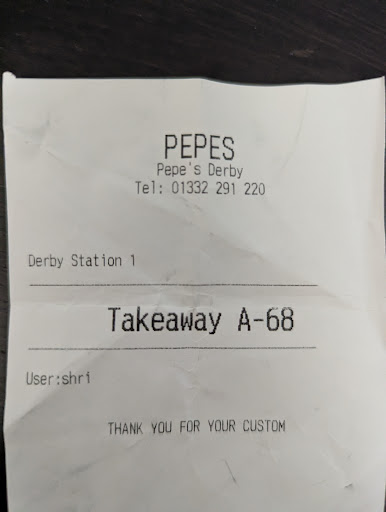 PEPES
Pepe's Derby
Tel: 01332 291 220
Derby Station 1
Takeaway A-68
User:shri
THANK YOU FOR YOUR CUSTOM